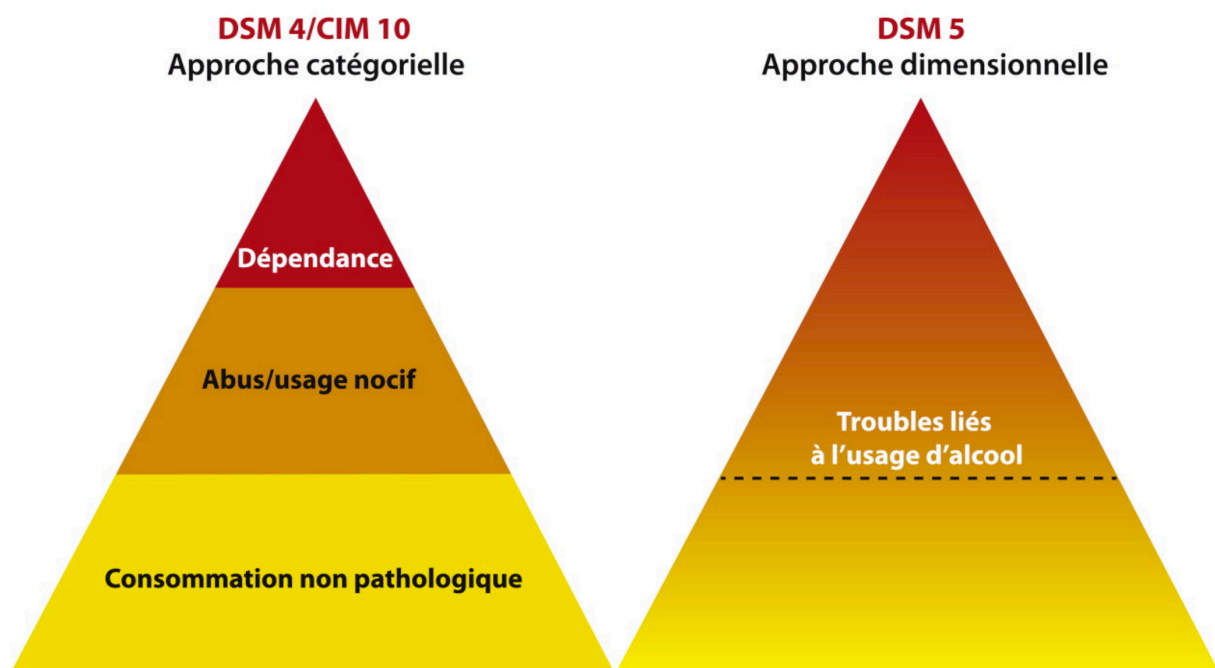 DSM 4/CIM 10
Approche catégorielle
Dépendance
Abus/usage nocif
Consommation non pathologique
DSM 5
Approche dimensionnelle
Troubles liés
à l'usage d'alcool